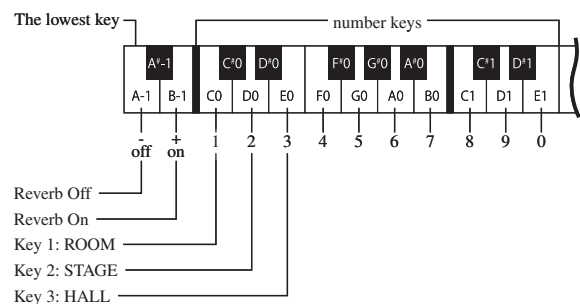 The lowest key
number keys
A#-1 C#0 D#0 F#0 G#0 A#0 C#1 D#1
A-1 B-1 C0 D0 E0 F0 G0 A0 B0 C1 D1 E1
- + 1 2 3 4 5 6 7 8 9 0
off on
Reverb Off
Reverb On
Key 1: ROOM
Key 2: STAGE
Key 3: HALL